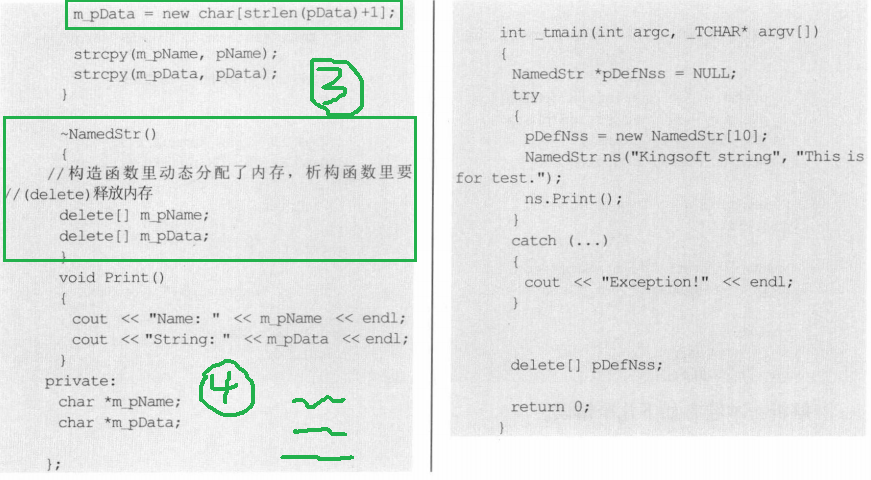 m_pData = new char[strlen(pData)+1];
strcpy(m_pName, pName);
strcpy(m_pData, pData);
}
3
~NamedStr()
{
//构造函数里动态分配了内存，析构函数里要
//(delete)释放内存
delete[] m_pName;
delete[] m_pData;
}
void Print()
{
cout << "Name: " << m_pName << endl;
cout <<"String: " << m_pData << endl;
}
private:
4
char *m_pName;
char *m_pData;
};
int _tmain(int argc, _TCHAR* argv[])
{
NamedStr *pDefNss = NULL;
try
{
pDefNss = new NamedStr[10];
NamedStr ns("Kingsoft string", "This is
for test.");
ns.Print();
}
catch (...)
{
cout << "Exception!" << endl;
}
delete[] pDefNss;
return 0;
}